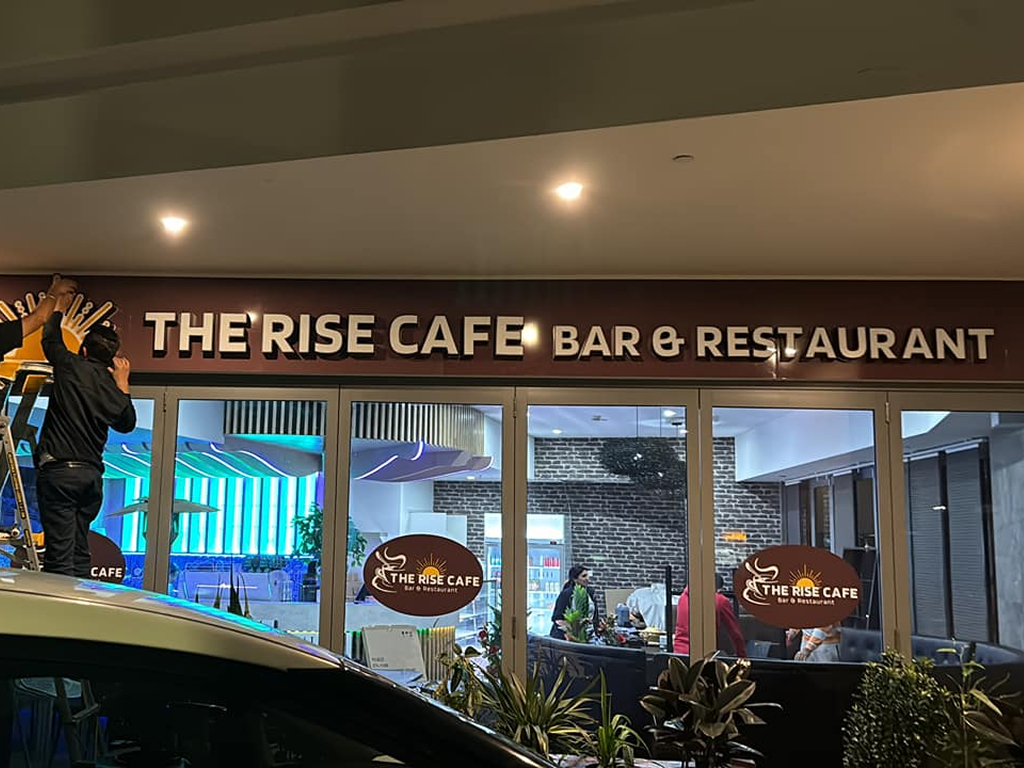 THE RISE CAFE BAR & RESTAURANT
CAFE
THE RISE CAFE
Bar & Restaurant
THE RISE CAFE
Bar & Restaurant